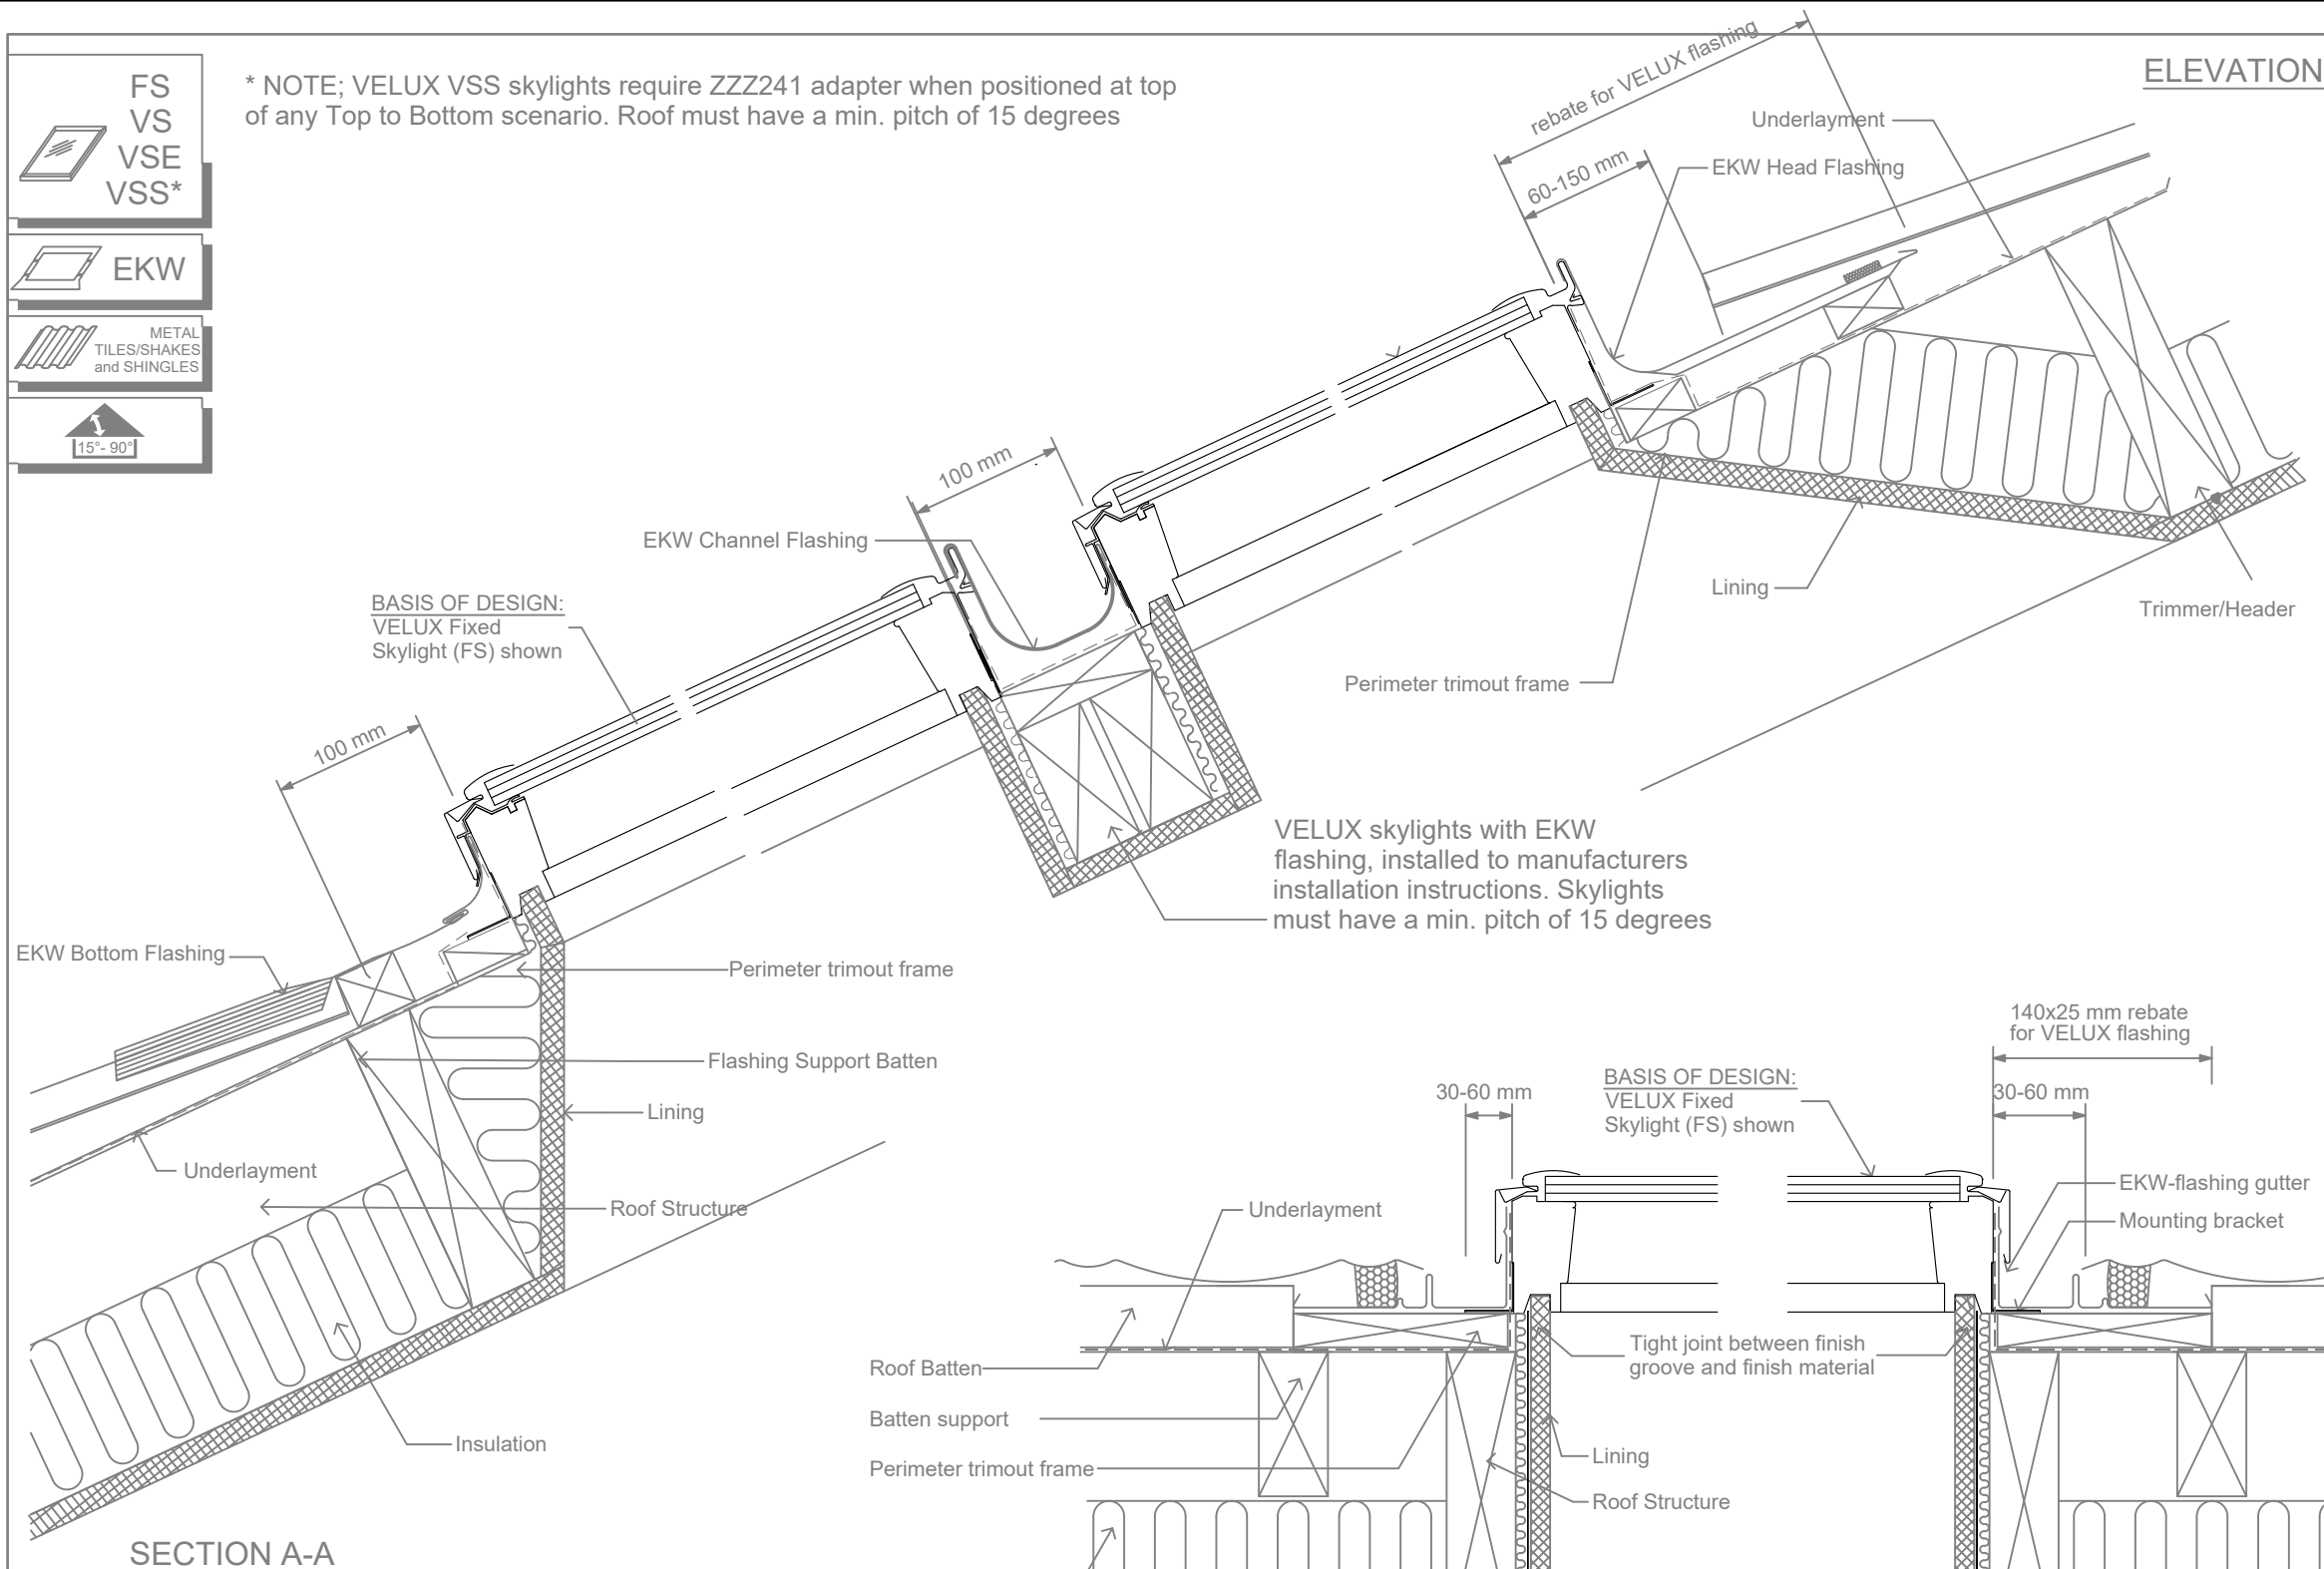 FS
VS
VSE
VSS*
EKW
METAL
TILES/SHAKES
and SHINGLES
15°- 90°
* NOTE; VELUX VSS skylights require ZZZ241 adapter when positioned at top
of any Top to Bottom scenario. Roof must have a min. pitch of 15 degrees
ELEVATION
rebate for VELUX flashing
60-150 mm
Underlayment
EKW Head Flashing
100 mm
EKW Channel Flashing
BASIS OF DESIGN:
VELUX Fixed
Skylight (FS) shown
Lining
Trimmer/Header
Perimeter trimout frame
100 mm
VELUX skylights with EKW
flashing, installed to manufacturers
installation instructions. Skylights
must have a min. pitch of 15 degrees
EKW Bottom Flashing
Perimeter trimout frame
Flashing Support Batten
Lining
Underlayment
Roof Structure
Insulation
SECTION A-A
140x25 mm rebate
for VELUX flashing
30-60 mm
BASIS OF DESIGN:
VELUX Fixed
Skylight (FS) shown
30-60 mm
EKW-flashing gutter
Mounting bracket
Underlayment
Tight joint between finish
groove and finish material
Roof Batten
Batten support
Perimeter trimout frame
Lining
Roof Structure